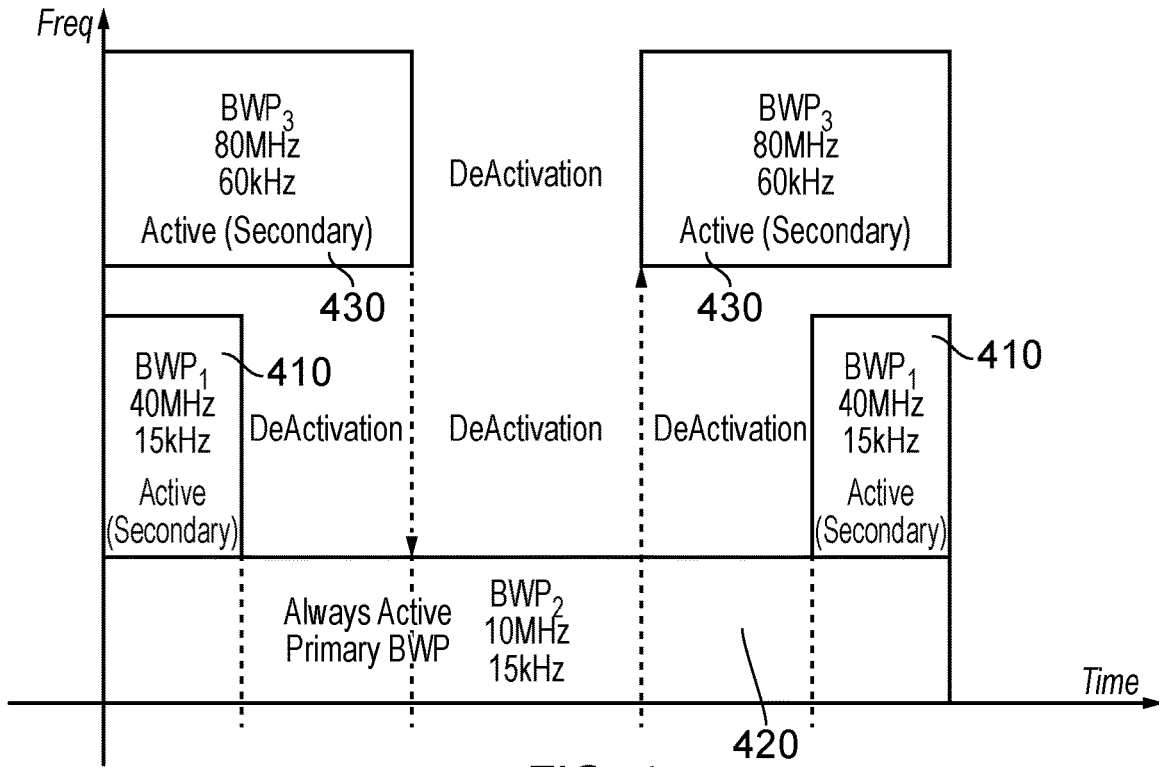 Freq
BWP3
80MHz
60kHz
Active (Secondary)
430
DeActivation
BWP3
80MHz
60kHz
Active (Secondary)
430
BWP1
40MHz
15kHz
Active
(Secondary)
410
DeActivation
DeActivation
DeActivation
BWP1
40MHz
15kHz
Active
(Secondary)
410
Always Active
Primary BWP
BWP2
10MHz
15kHz
420
Time